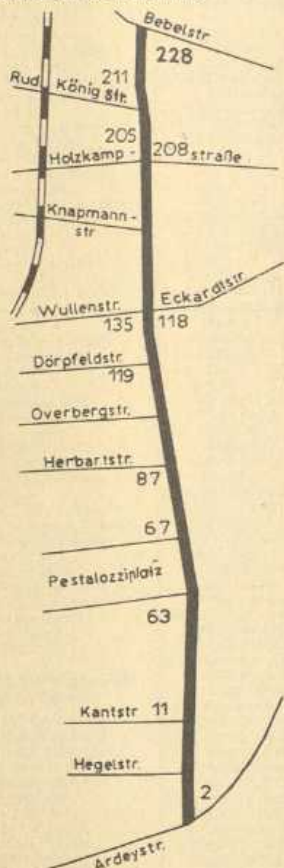 Bebelstr
228
211
Rud König Str.
205
Holzkamp- 208 straße
Knapmann-
str
Wullenstr. Eckardtstr
135 118
Dörpfeldstr
119
Overbergstr.
Herbartstr.
87
67
Pestalozziplatz
63
Kantstr 11
Hegelstr.
2
Ardeystr.